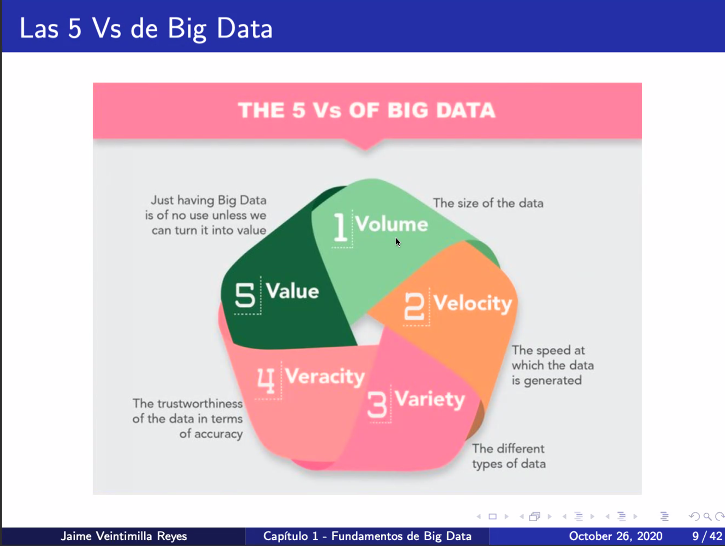 Las 5 Vs de Big Data
THE 5 Vs OF BIG DATA
1 Volume
The size of the data
2 Velocity
The speed at
which the data
is generated
3 Variety
The different
types of data
4 Veracity
The trustworthiness
of the data in terms
of accuracy
5 Value
Just having Big Data
is of no use unless we
can turn it into value
Jaime Veintimilla Reyes
Capítulo 1 - Fundamentos de Big Data
October 26, 2020
9 / 42